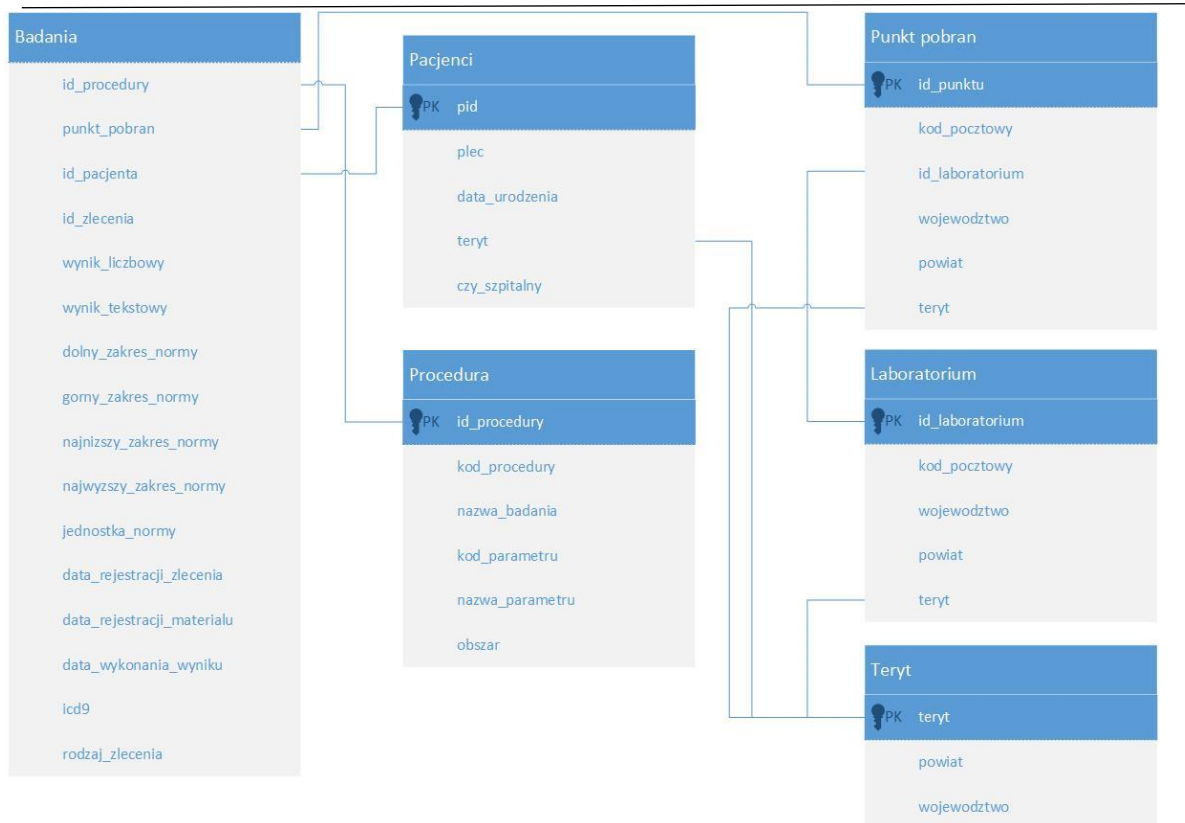 Badania
id_procedury
punkt_pobran
id_pacjenta
id_zlecenia
wynik_liczbowy
wynik_tekstowy
dolny_zakres_normy
gorny_zakres_normy
najnizszy_zakres_normy
najwyzszy_zakres_normy
jednostka_normy
data_rejestracji_zlecenia
data_rejestracji_materialu
data_wykonania_wyniku
icd9
rodzaj_zlecenia
Pacjenci
PK pid
plec
data_urodzenia
teryt
czy_szpitalny
Procedura
PK id_procedury
kod_procedury
nazwa_badania
kod_parametru
nazwa_parametru
obszar
Punkt pobran
PK id_punktu
kod_pocztowy
id_laboratorium
wojewodztwo
powiat
teryt
Laboratorium
PK id_laboratorium
kod_pocztowy
wojewodztwo
powiat
teryt
Teryt
PK teryt
powiat
wojewodztwo